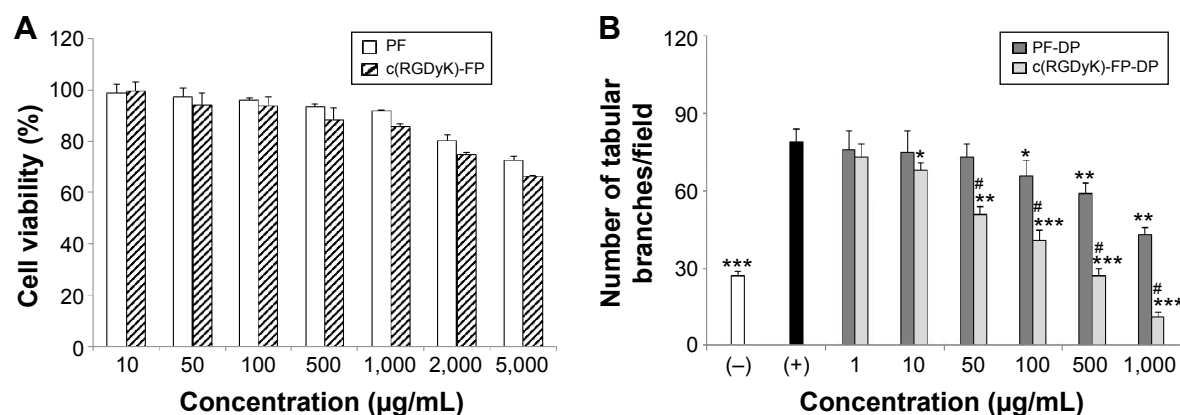 A
120
100
80
60
40
20
0
Cell viability (%)
PF
c(RGDyK)-FP
10 50 100 500 1,000 2,000 5,000
Concentration (µg/mL)
B
120
90
60
30
0
Number of tabular
branches/field
PF-DP
c(RGDyK)-FP-DP
***
*
#
**
*
#
***
**
#
***
**
#
***
(–) (+) 1 10 50 100 500 1,000
Concentration (µg/mL)